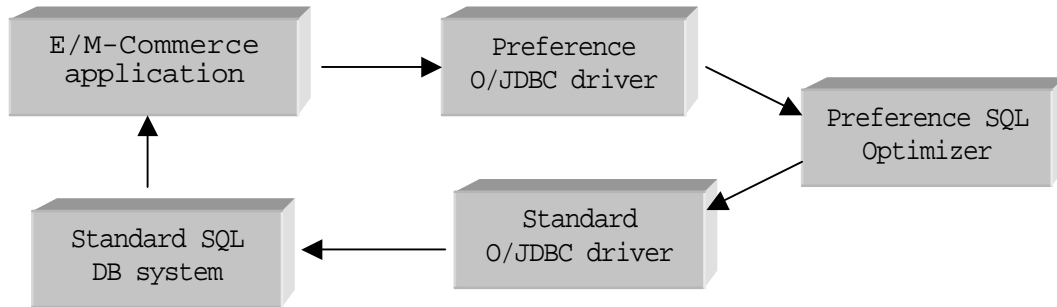 E/M-Commerce
application
Preference
O/JDBC driver
Preference SQL
Optimizer
Standard
O/JDBC driver
Standard SQL
DB system